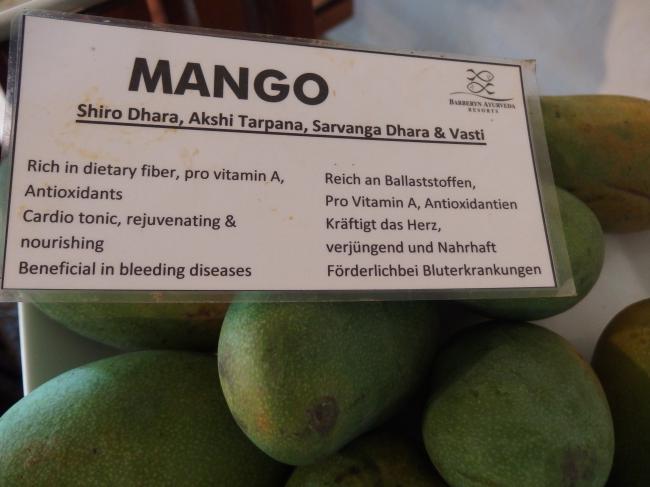 MANGO
BARBERYN AYURVEDA
RESORTS
Shiro Dhara, Akshi Tarpana, Sarvanga Dhara & Vasti
Rich in dietary fiber, pro vitamin A,
Antioxidants
Cardio tonic, rejuvenating &
nourishing
Beneficial in bleeding diseases
Reich an Ballaststoffen,
Pro Vitamin A, Antioxidantien
Kräftigt das Herz,
verjüngend und Nahrhaft
Förderlichbei Bluterkrankungen